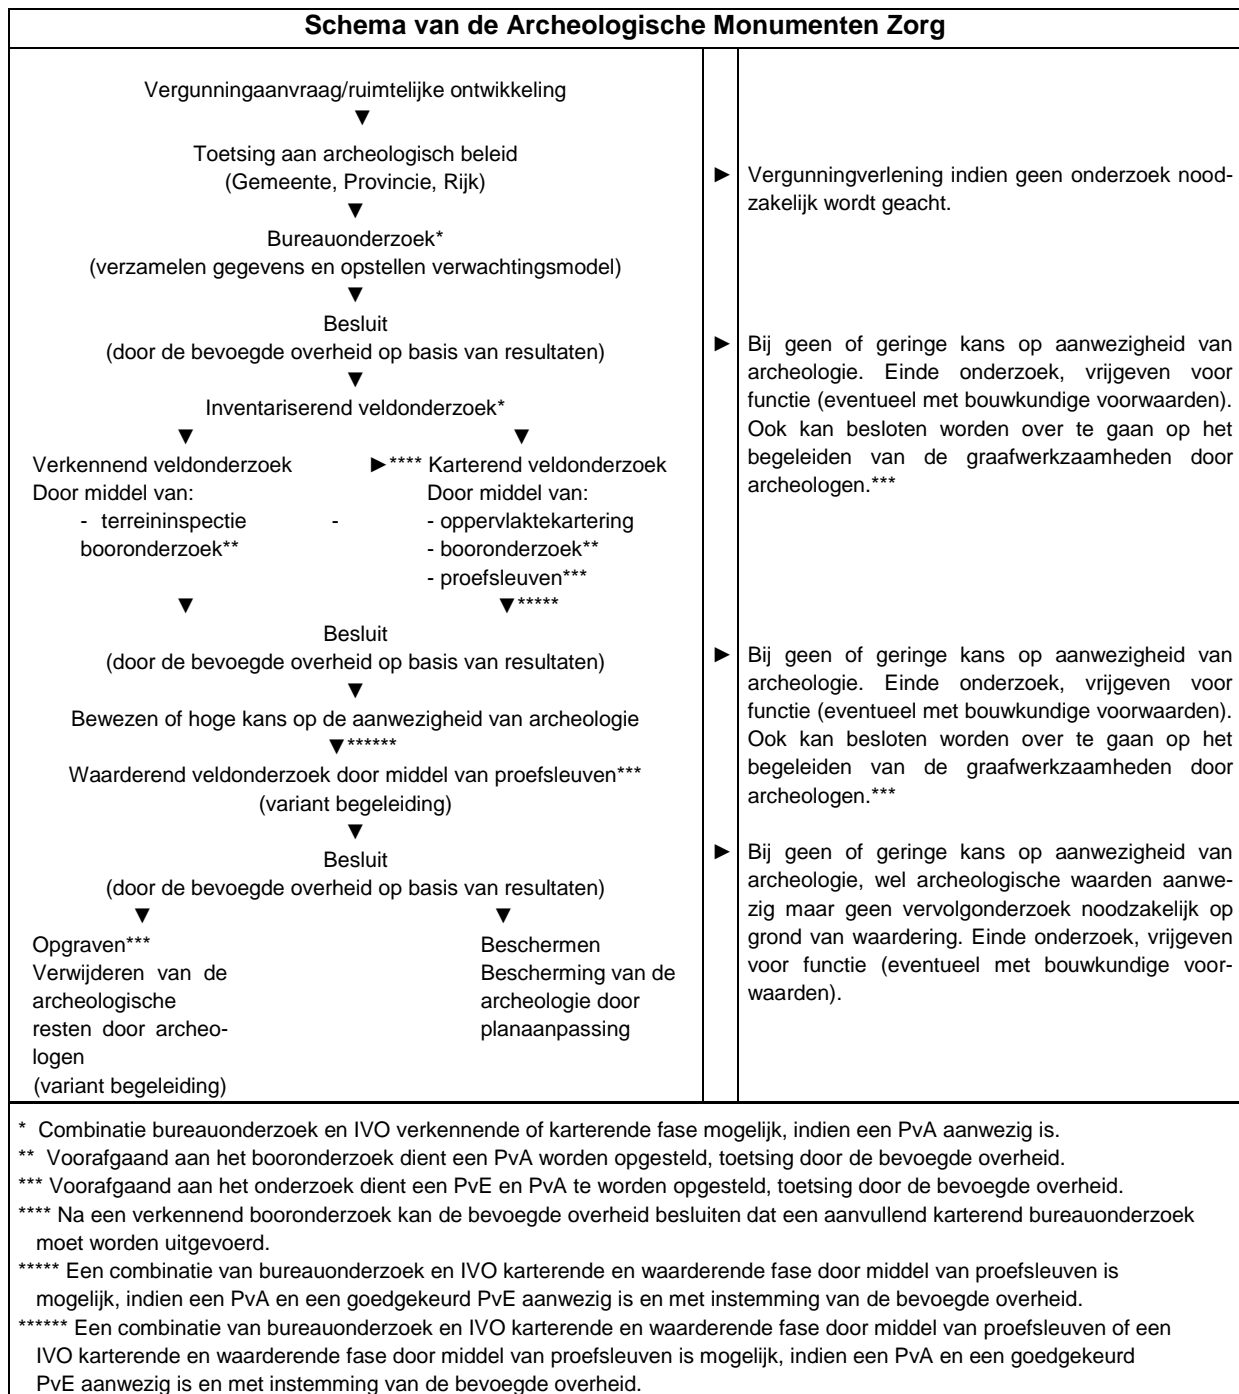 Schema van de Archeologische Monumenten Zorg
Vergunningaanvraag/ruimtelijke ontwikkeling
▼
Toetsing aan archeologisch beleid
(Gemeente, Provincie, Rijk)
▼
Bureauonderzoek*
(verzamelen gegevens en opstellen verwachtingsmodel)
▼
Besluit
(door de bevoegde overheid op basis van resultaten)
▼
Inventariserend veldonderzoek*
▼ ▼
Verkennend veldonderzoek ►**** Karterend veldonderzoek
Door middel van: Door middel van:
- terreininspectie - - oppervlaktekartering
booronderzoek** - booronderzoek**
- proefsleuven***
▼ ▼*****
Besluit
(door de bevoegde overheid op basis van resultaten)
▼
Bewezen of hoge kans op de aanwezigheid van archeologie
▼******
Waarderend veldonderzoek door middel van proefsleuven***
(variant begeleiding)
▼
Besluit
(door de bevoegde overheid op basis van resultaten)
▼ ▼
Opgraven*** Beschermen
Verwijderen van de Bescherming van de
archeologische archeologie door
resten door archeo- planaanpassing
logen
(variant begeleiding)
► Vergunningverlening indien geen onderzoek nood-
zakelijk wordt geacht.
► Bij geen of geringe kans op aanwezigheid van
archeologie. Einde onderzoek, vrijgeven voor
functie (eventueel met bouwkundige voorwaarden).
Ook kan besloten worden over te gaan op het
begeleiden van de graafwerkzaamheden door
archeologen.***
► Bij geen of geringe kans op aanwezigheid van
archeologie. Einde onderzoek, vrijgeven voor
functie (eventueel met bouwkundige voorwaarden).
Ook kan besloten worden over te gaan op het
begeleiden van de graafwerkzaamheden door
archeologen.***
► Bij geen of geringe kans op aanwezigheid van
archeologie, wel archeologische waarden aanwe-
zig maar geen vervolgonderzoek noodzakelijk op
grond van waardering. Einde onderzoek, vrijgeven
voor functie (eventueel met bouwkundige voor-
waarden).
* Combinatie bureauonderzoek en IVO verkennende of karterende fase mogelijk, indien een PvA aanwezig is.
** Voorafgaand aan het booronderzoek dient een PvA worden opgesteld, toetsing door de bevoegde overheid.
*** Voorafgaand aan het onderzoek dient een PvE en PvA te worden opgesteld, toetsing door de bevoegde overheid.
**** Na een verkennend booronderzoek kan de bevoegde overheid besluiten dat een aanvullend karterend bureauonderzoek
moet worden uitgevoerd.
***** Een combinatie van bureauonderzoek en IVO karterende en waarderende fase door middel van proefsleuven is
mogelijk, indien een PvA en een goedgekeurd PvE aanwezig is en met instemming van de bevoegde overheid.
****** Een combinatie van bureauonderzoek en IVO karterende en waarderende fase door middel van proefsleuven of een
IVO karterende en waarderende fase door middel van proefsleuven is mogelijk, indien een PvA en een goedgekeurd
PvE aanwezig is en met instemming van de bevoegde overheid.